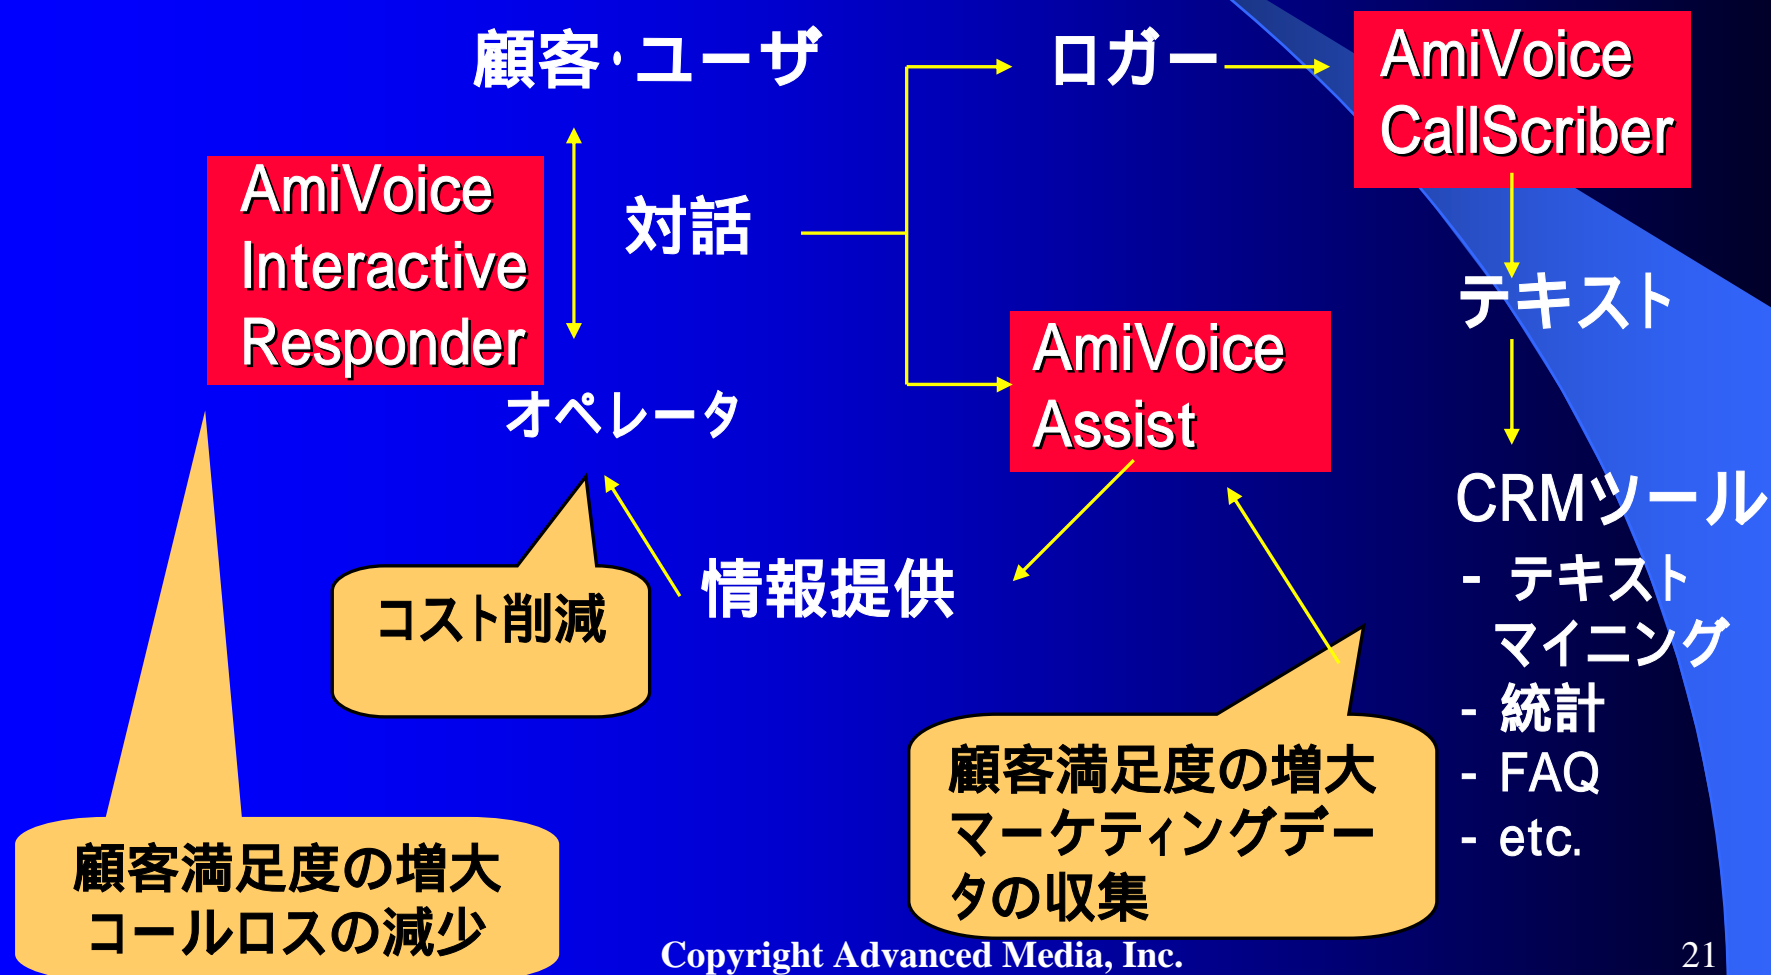 顧客・ユーザ
ロガー
AmiVoice
CallScriber
AmiVoice
Interactive
Responder
対話
テキスト
AmiVoice
Assist
オペレータ
CRMツール
- テキスト
マイニング
- 統計
- FAQ
- etc.
情報提供
コスト削減
顧客満足度の増大
マーケティングデー
タの収集
顧客満足度の増大
コールロスの減少
Copyright Advanced Media, Inc.
21